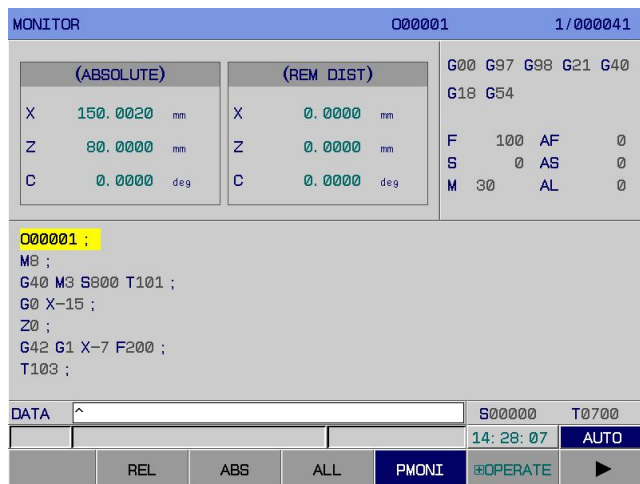 MONITOR O00001 1/000041
(ABSOLUTE) (REM DIST) G00 G97 G98 G21 G40
G18 G54
X 150.0020 mm X 0.0000 mm
Z 80.0000 mm Z 0.0000 mm F 100 AF 0
S 0 AS 0
C 0.0000 deg C 0.0000 deg M 30 AL 0
O00001 ;
M8 ;
G40 M3 S800 T101 ;
G0 X-15 ;
Z0 ;
G42 G1 X-7 F200 ;
T103 ;
DATA ^ S00000 T0700
14:28:07 AUTO
REL ABS ALL PMONI ⊞OPERATE ▶